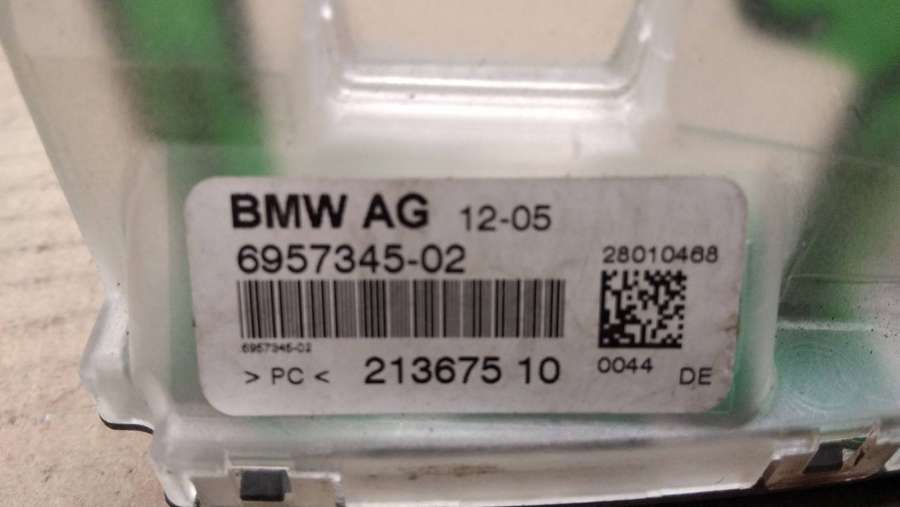 BMW AG 12-05
6957345-02
28010468
6957345-02
> PC < 213675 10
0044 DE